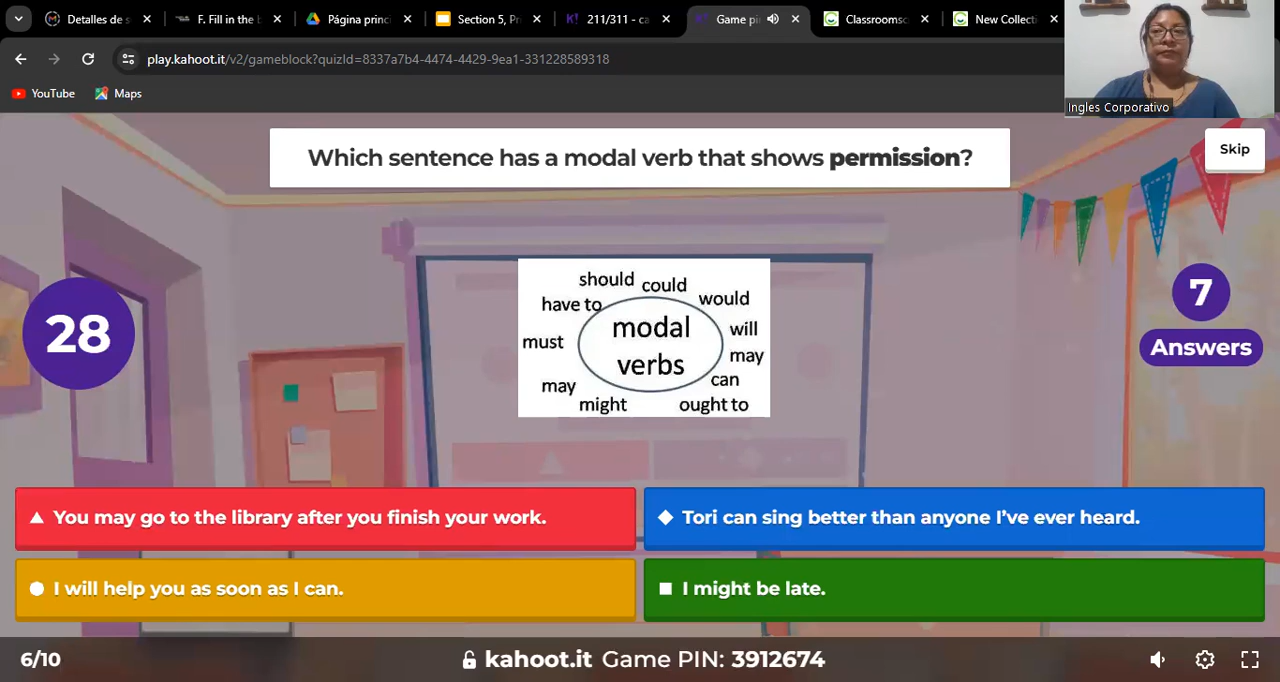 Detalles de s
F. Fill in the b
Página princi
Section 5, Pr
211/311 - ca
Game pi
Classroomsc
New Collecti
play.kahoot.it/v2/gameblock?quizId=8337a7b4-4474-4429-9ea1-331228589318
YouTube
Maps
Ingles Corporativo
Which sentence has a modal verb that shows permission?
Skip
28
should
could
have to
would
modal
verbs
must
will
may
may
can
might
ought to
7
Answers
You may go to the library after you finish your work.
Tori can sing better than anyone I’ve ever heard.
I will help you as soon as I can.
I might be late.
6/10
kahoot.it Game PIN: 3912674